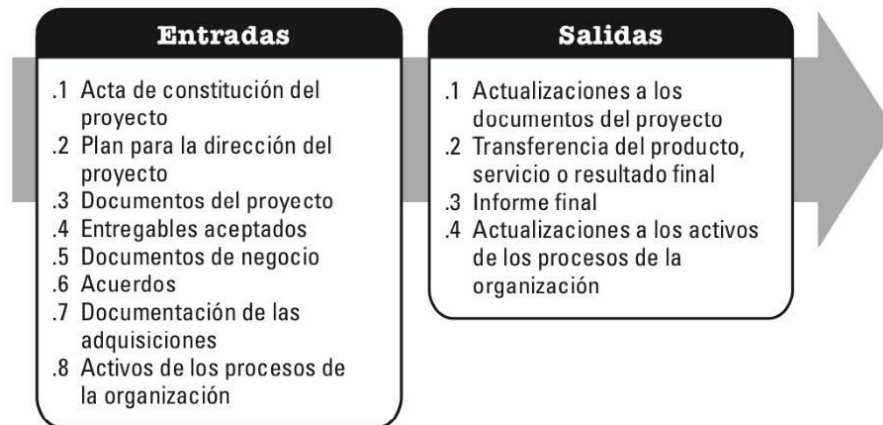 Entradas
.1 Acta de constitución del
proyecto
.2 Plan para la dirección del
proyecto
.3 Documentos del proyecto
.4 Entregables aceptados
.5 Documentos de negocio
.6 Acuerdos
.7 Documentación de las
adquisiciones
.8 Activos de los procesos de
la organización
Salidas
.1 Actualizaciones a los
documentos del proyecto
.2 Transferencia del producto,
servicio o resultado final
.3 Informe final
.4 Actualizaciones a los activos
de los procesos de la
organización